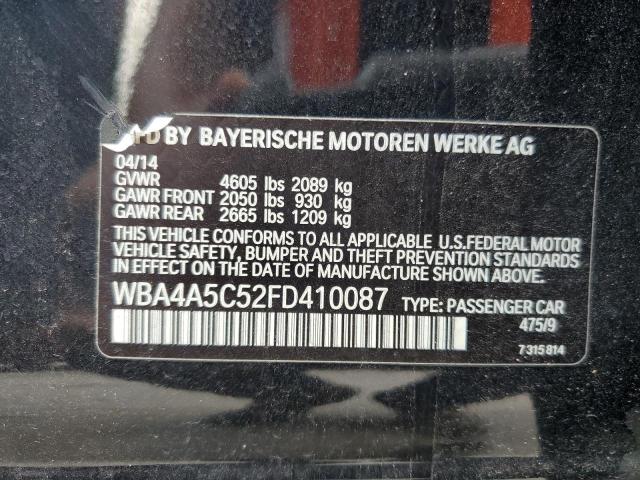 BY BAYERISCHE MOTOREN WERKE AG
04/14
GVWR 4605 lbs 2089 kg
GAWR FRONT 2050 lbs 930 kg
GAWR REAR 2665 lbs 1209 kg
THIS VEHICLE CONFORMS TO ALL APPLICABLE U.S.FEDERAL MOTOR
VEHICLE SAFETY, BUMPER AND THEFT PREVENTION STANDARDS
IN EFFECT ON THE DATE OF MANUFACTURE SHOWN ABOVE.
WBA4A5C52FD410087 TYPE: PASSENGER CAR
475/9
7315814